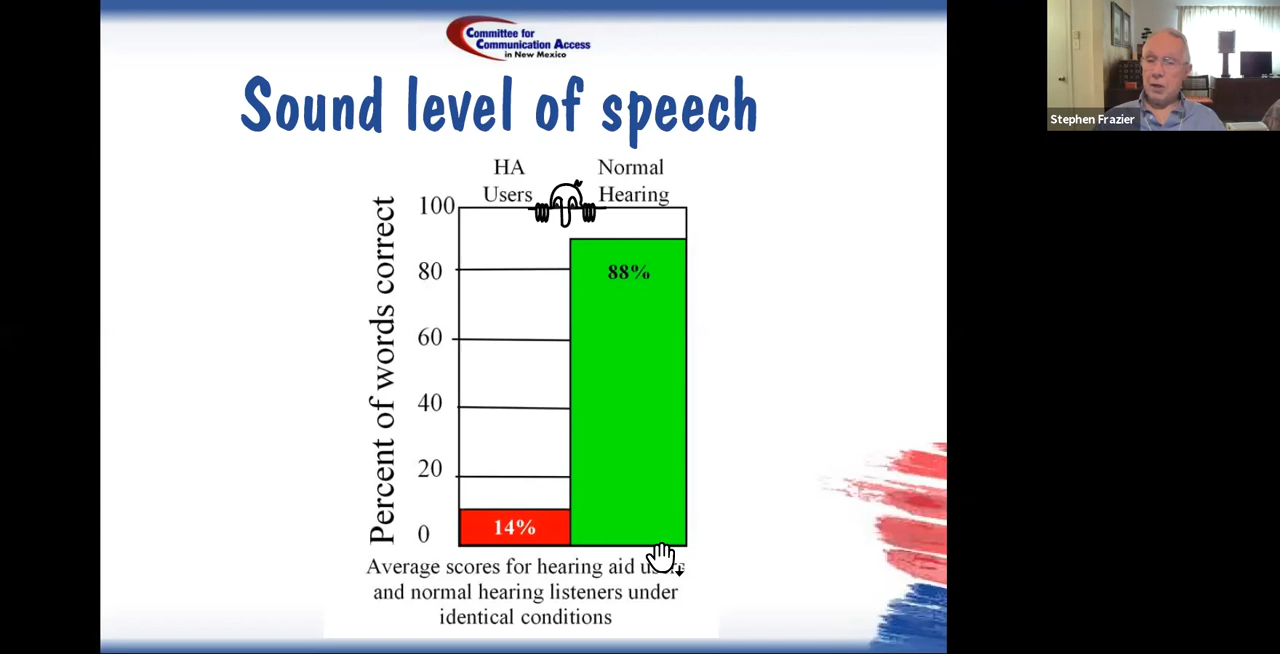 Committee for
Communication Access
in New Mexico
Sound level of speech
Stephen Frazier
HA
Users
Normal
Hearing
Percent of words correct
100
80
60
40
20
0
88%
14%
Average scores for hearing aid users
and normal hearing listeners under
identical conditions